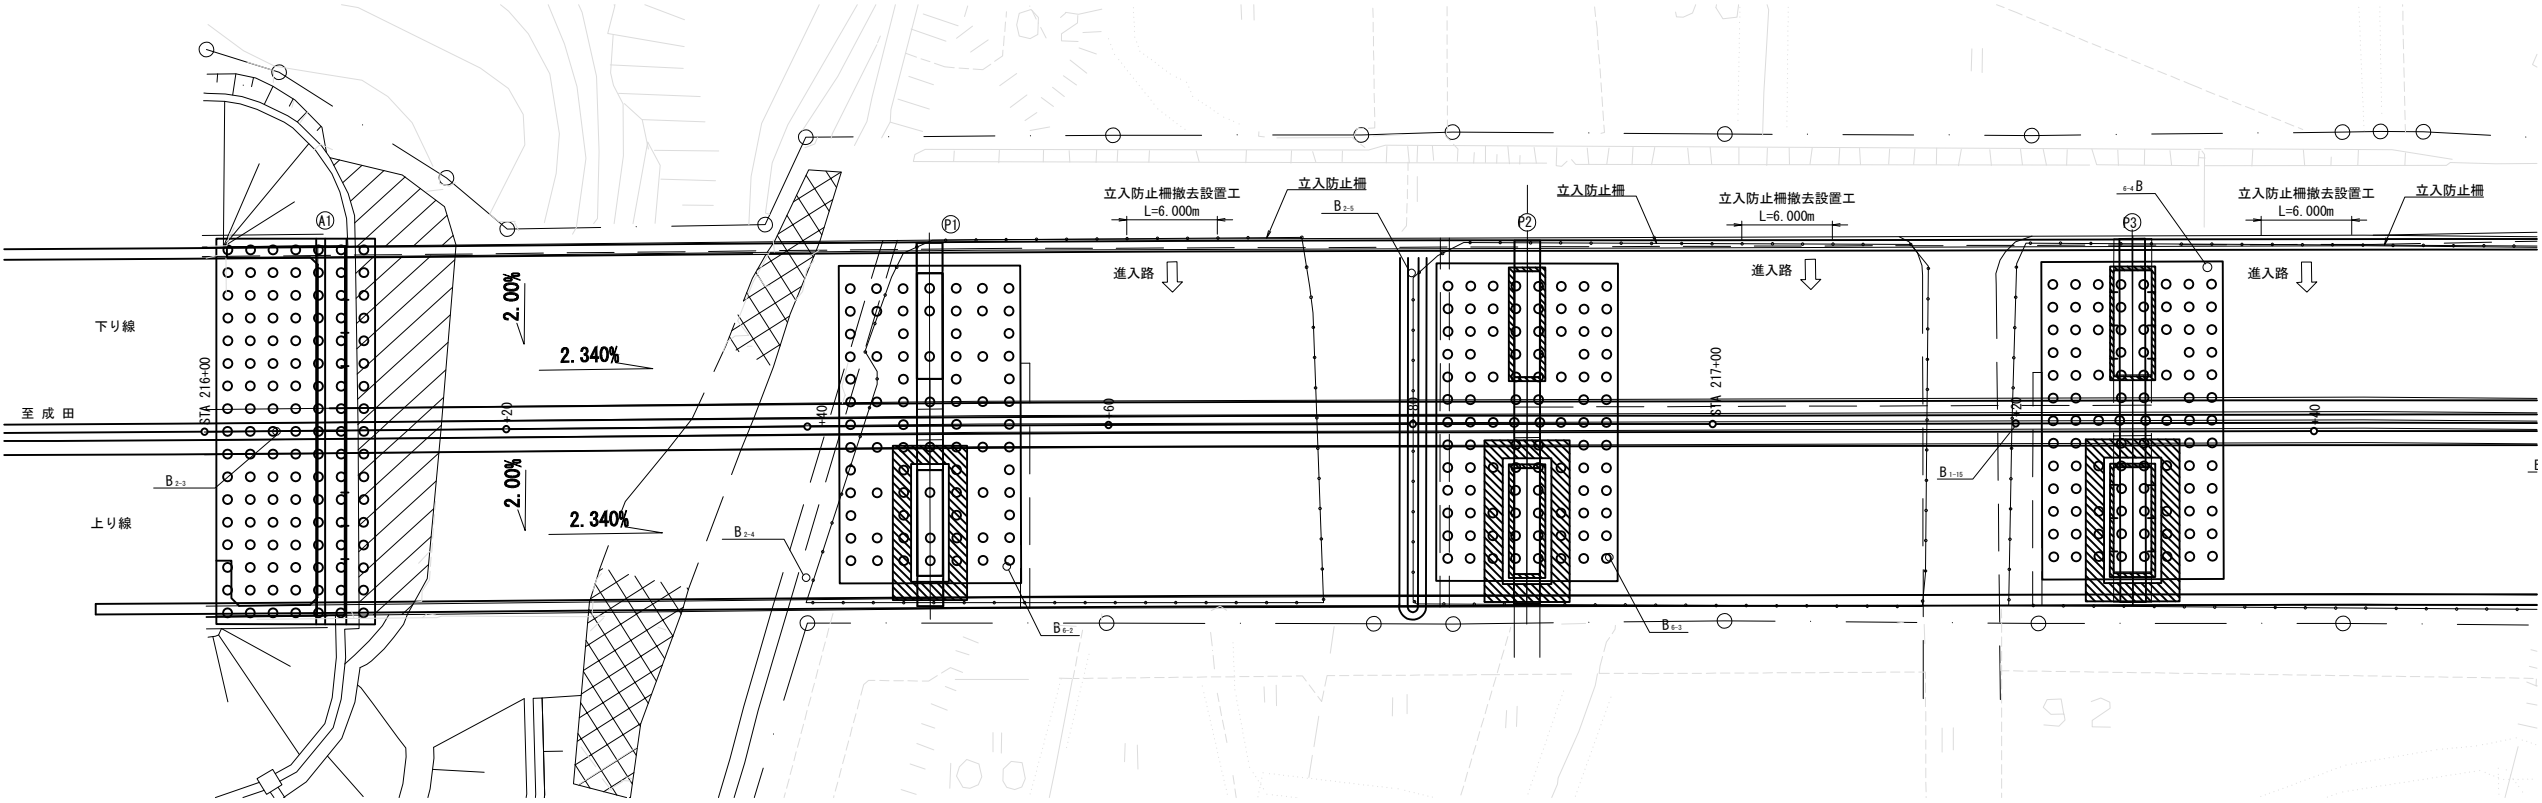 A1
P1
P2
P3
立入防止柵撤去設置工
L=6.000m
立入防止柵
B2-5
立入防止柵
立入防止柵撤去設置工
L=6.000m
6-4B
立入防止柵撤去設置工
L=6.000m
立入防止柵
進入路
進入路
進入路
下り線
2.00%
2.340%
STA 216+00
+20
+40
+60
+80
STA 217+00
+20
+40
至 成 田
B2-3
上り線
2.00%
2.340%
B2-4
B1-15
B6-2
B6-3
92